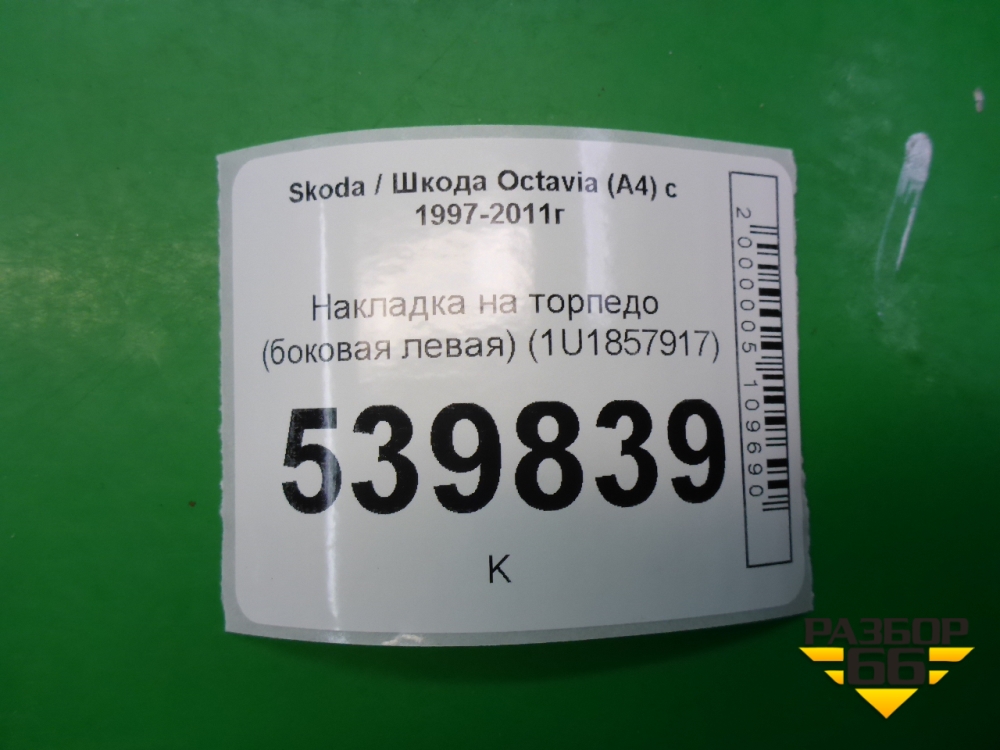 Skoda / Шкода Octavia (A4) с
1997-2011г
Накладка на торпедо
(боковая левая) (1U1857917)
539839
К
2000005109690
РАЗБОР
66